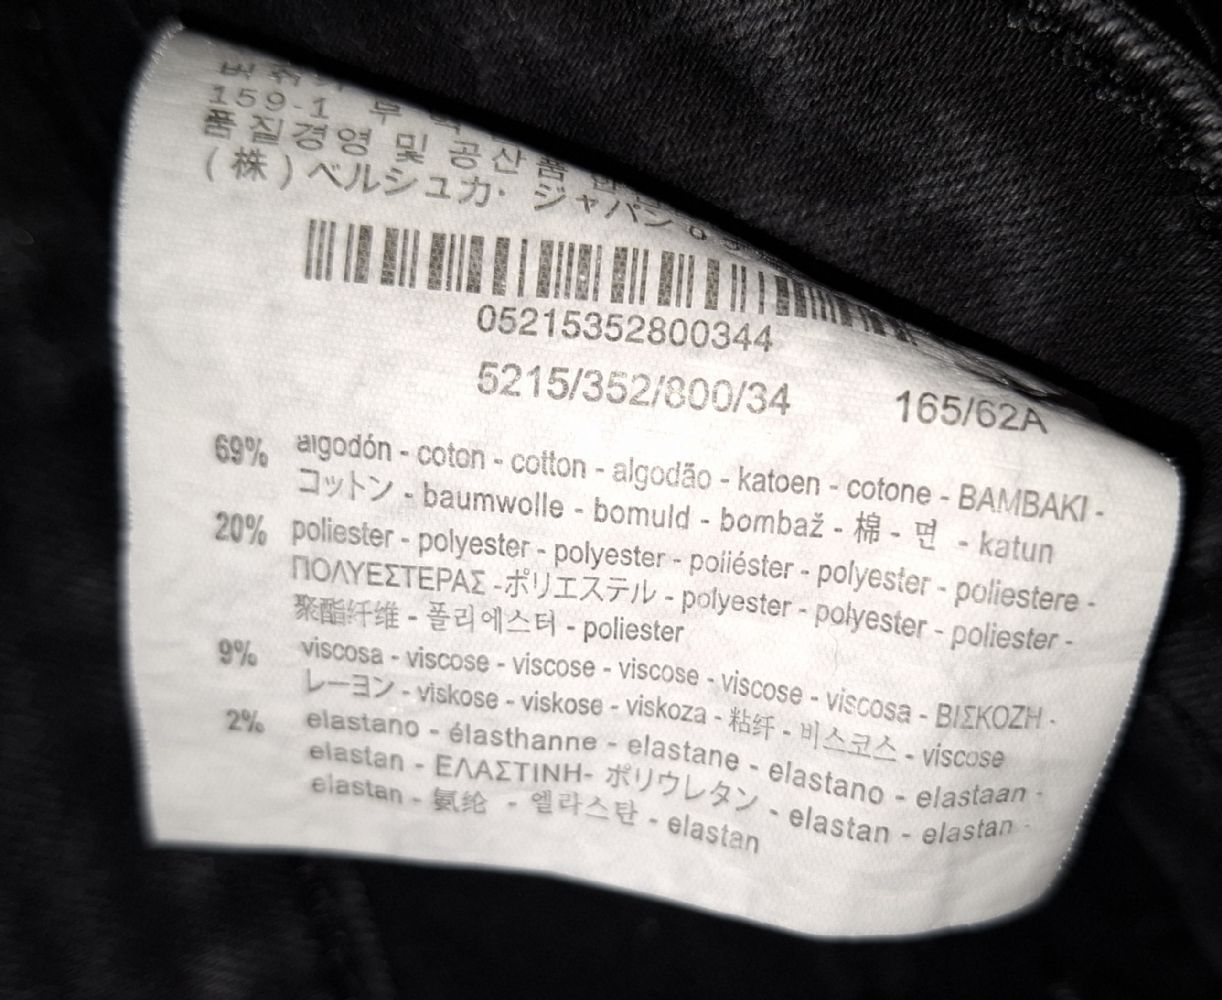 159-1
품질경영 및 공산품
(株)ベルシュカ・ジャパン
05215352800344
5215/352/800/34 165/62A
69% algodón - coton - cotton - algodão - katoen - cotone - BAMBAKI -
コットン - baumwolle - bomuld - bombaž - 棉 - 면 - katun
20% poliester - polyester - polyester - poliéster - polyester - poliestere -
ΠΟΛΥΕΣΤΕΡΑΣ -ポリエステル - polyester - polyester - poliester -
聚酯纤维 - 폴리에스터 - poliester
9% viscosa - viscose - viscose - viscose - viscose - viscosa - ΒΙΣΚΟΖΗ -
レーヨン - viskose - viskose - viskoza - 粘纤 - 비스코스 - viscose
2% elastano - élasthanne - elastane - elastano - elastaan -
elastan - ΕΛΑΣΤΙΝΗ- ポリウレタン - elastan - elastan -
elastan - 氨纶 - 엘라스탄 - elastan